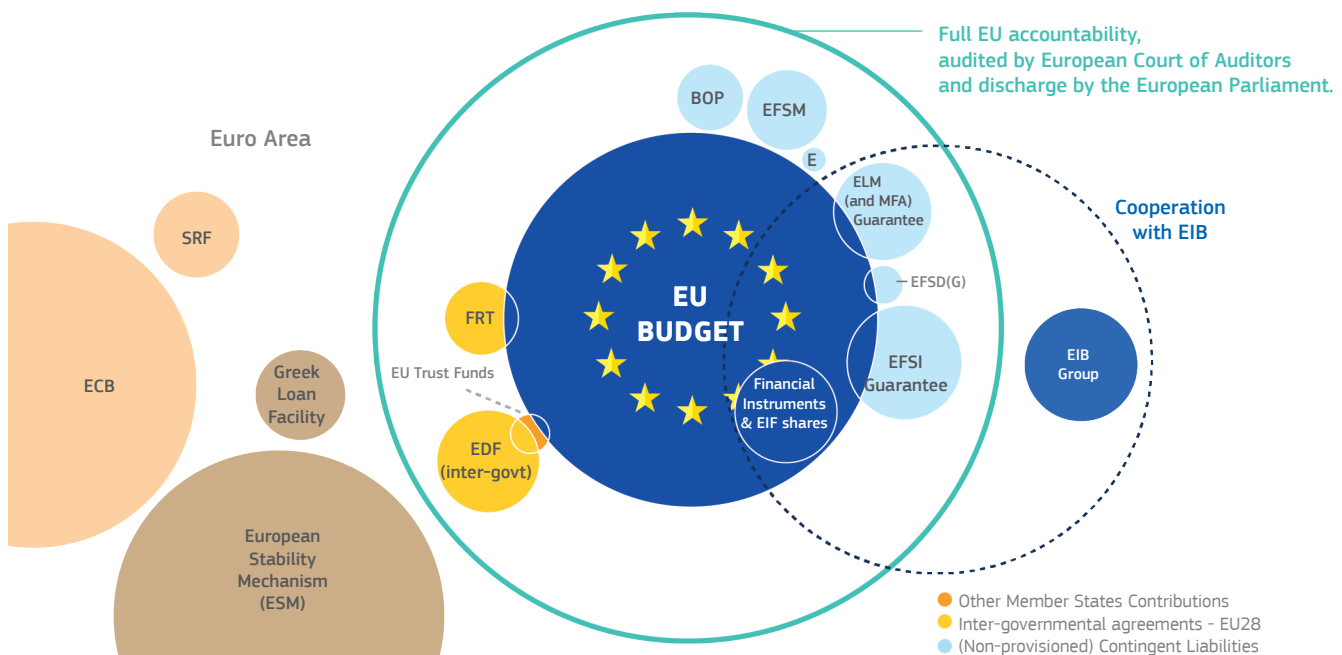 Full EU accountability,
audited by European Court of Auditors
and discharge by the European Parliament.
BOP
EFSM
Euro Area
E
ELM
(and MFA)
Guarantee
Cooperation
with EIB
SRF
EFSD(G)
EU
BUDGET
FRT
EU Trust Funds
ECB
Greek
Loan
Facility
EFSI
Guarantee
EIB
Group
Financial
Instruments
& EIF shares
EDF
(inter-govt)
European
Stability
Mechanism
(ESM)
Other Member States Contributions
Inter-governmental agreements - EU28
(Non-provisioned) Contingent Liabilities